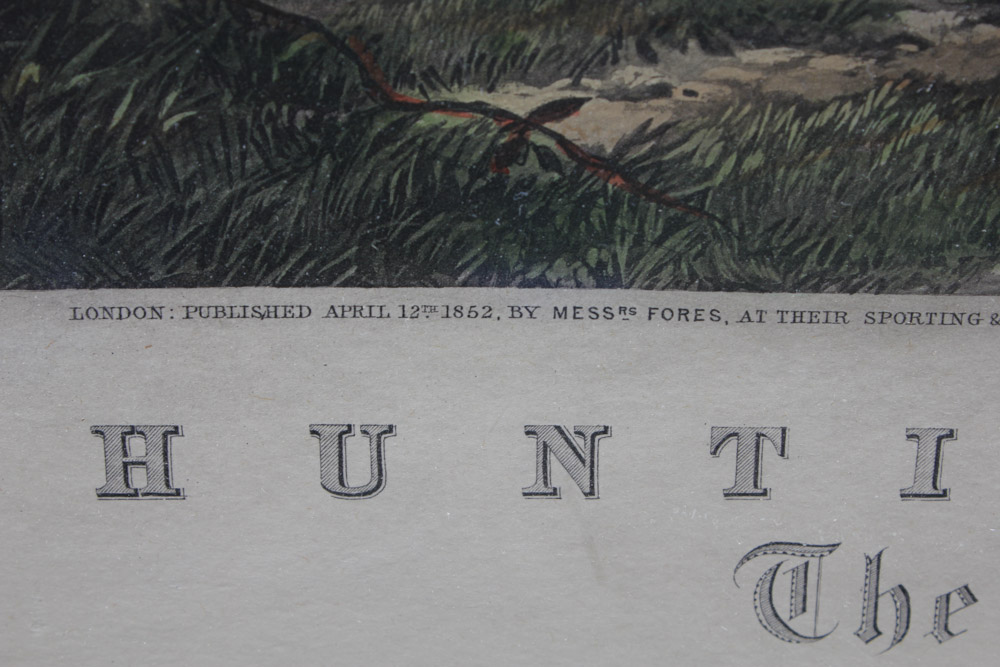 LONDON: PUBLISHED APRIL 12TH 1852, BY MESSRS FORES, AT THEIR SPORTING &
H U N T I
The